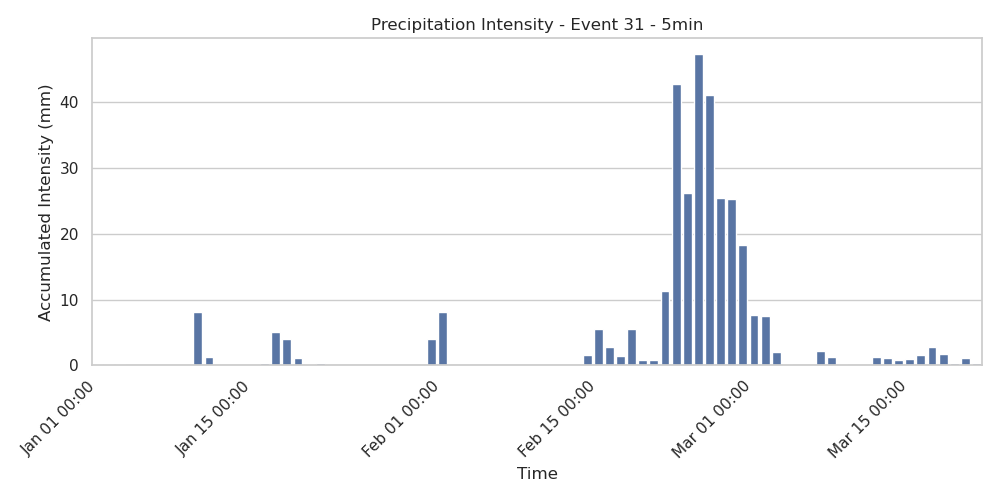 Precipitation Intensity - Event 31 - 5min
Accumulated Intensity (mm)
40
30
20
10
0
Jan 01 00:00
Jan 15 00:00
Feb 01 00:00
Feb 15 00:00
Mar 01 00:00
Mar 15 00:00
Time